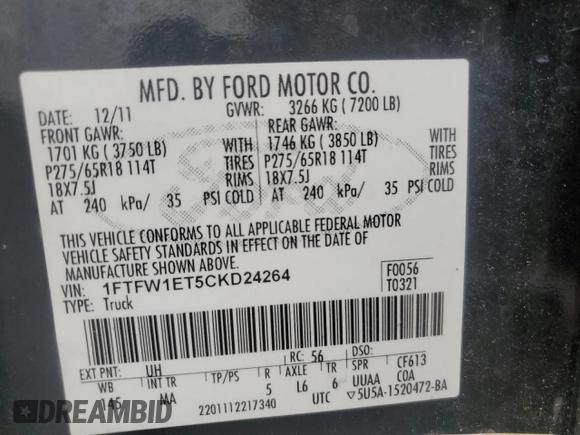 MFD. BY FORD MOTOR CO.
DATE: 12/11 GVWR: 3266 KG ( 7200 LB)
FRONT GAWR: REAR GAWR:
1701 KG ( 3750 LB) WITH 1746 KG ( 3850 LB) WITH
P275/65R18 114T TIRES P275/65R18 114T TIRES
18X7.5J RIMS 18X7.5J RIMS
AT 240 kPa/ 35 PSI COLD AT 240 kPa/ 35 PSI COLD
THIS VEHICLE CONFORMS TO ALL APPLICABLE FEDERAL MOTOR
VEHICLE SAFETY STANDARDS IN EFFECT ON THE DATE OF
MANUFACTURE SHOWN ABOVE.
VIN: 1FTFW1ET5CKD24264 F0056
TYPE: Truck T0321
EXT PNT: UH RC: 56 DSO:
WB INT TR TP/PS R AXLE TR SPR CF613
145 MA 5 L6 6 UUAA COA
2201112217340 UTC 5U5A-1520472-BA
DREAMBID